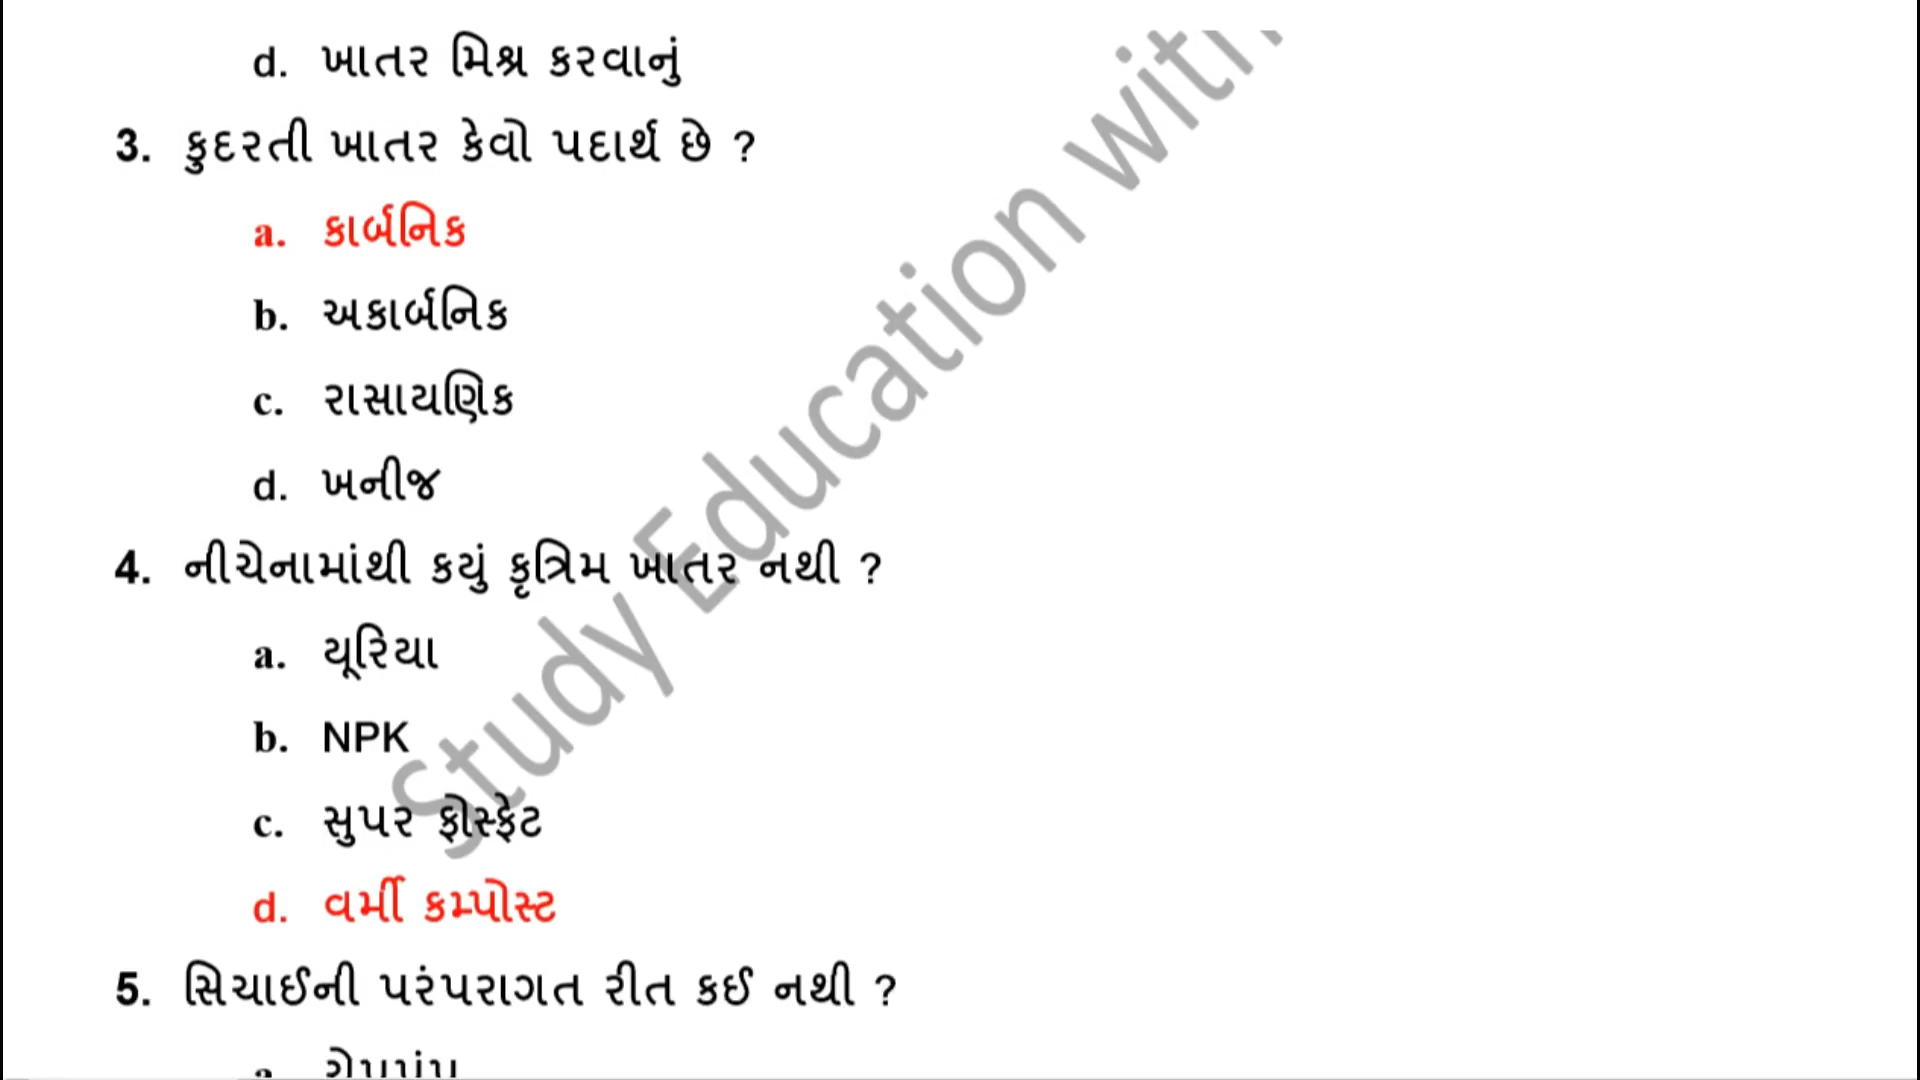 d. ખાતર મિશ્ર કરવાનું
3. કુદરતી ખાતર કેવો પદાર્થ છે ?
a. કાર્બનિક
b. અકાર્બનિક
c. રાસાયણિક
d. ખનીજ
4. નીચેનામાંથી કયું કૃત્રિમ ખાતર નથી ?
a. યૂરિયા
b. NPK
c. સુપર ફોસ્ફેટ
d. વર્મી કમ્પોસ્ટ
5. સિચાઈની પરંપરાગત રીત કઈ નથી ?
a.
Study Education with